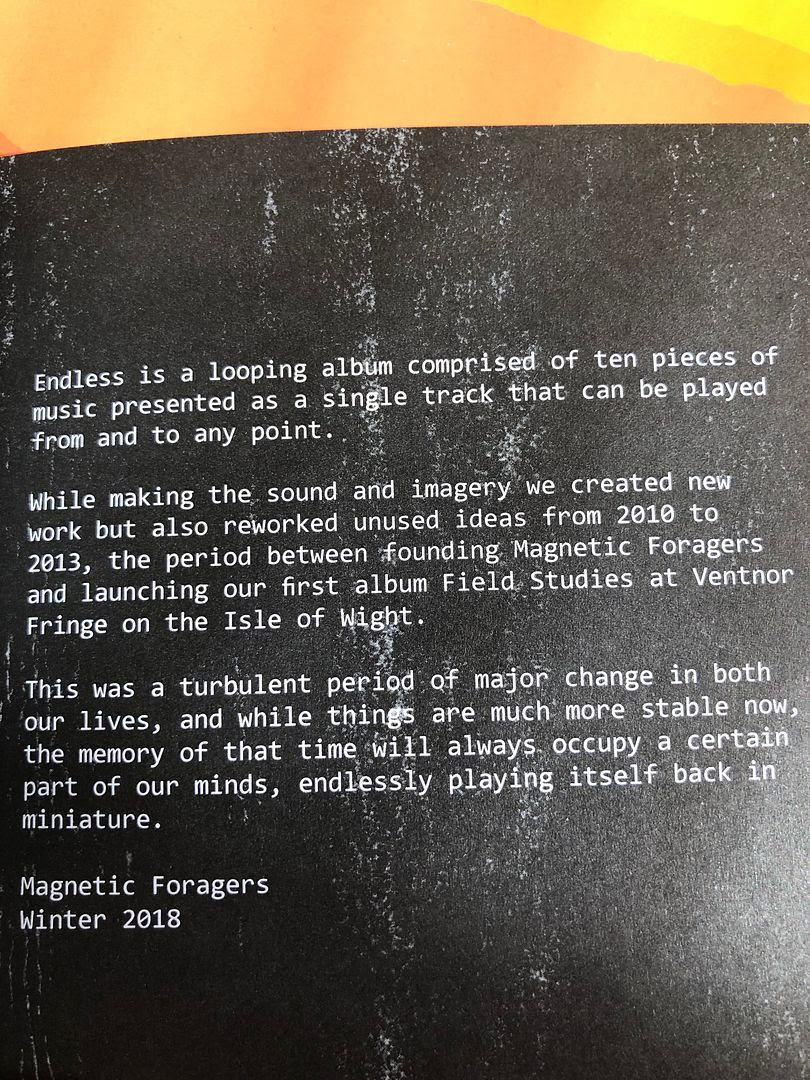 Endless is a looping album comprised of ten pieces of
music presented as a single track that can be played
from and to any point.
While making the sound and imagery we created new
work but also reworked unused ideas from 2010 to
2013, the period between founding Magnetic Foragers
and launching our first album Field Studies at Ventnor
Fringe on the Isle of Wight.
This was a turbulent period of major change in both
our lives, and while things are much more stable now,
the memory of that time will always occupy a certain
part of our minds, endlessly playing itself back in
miniature.
Magnetic Foragers
Winter 2018